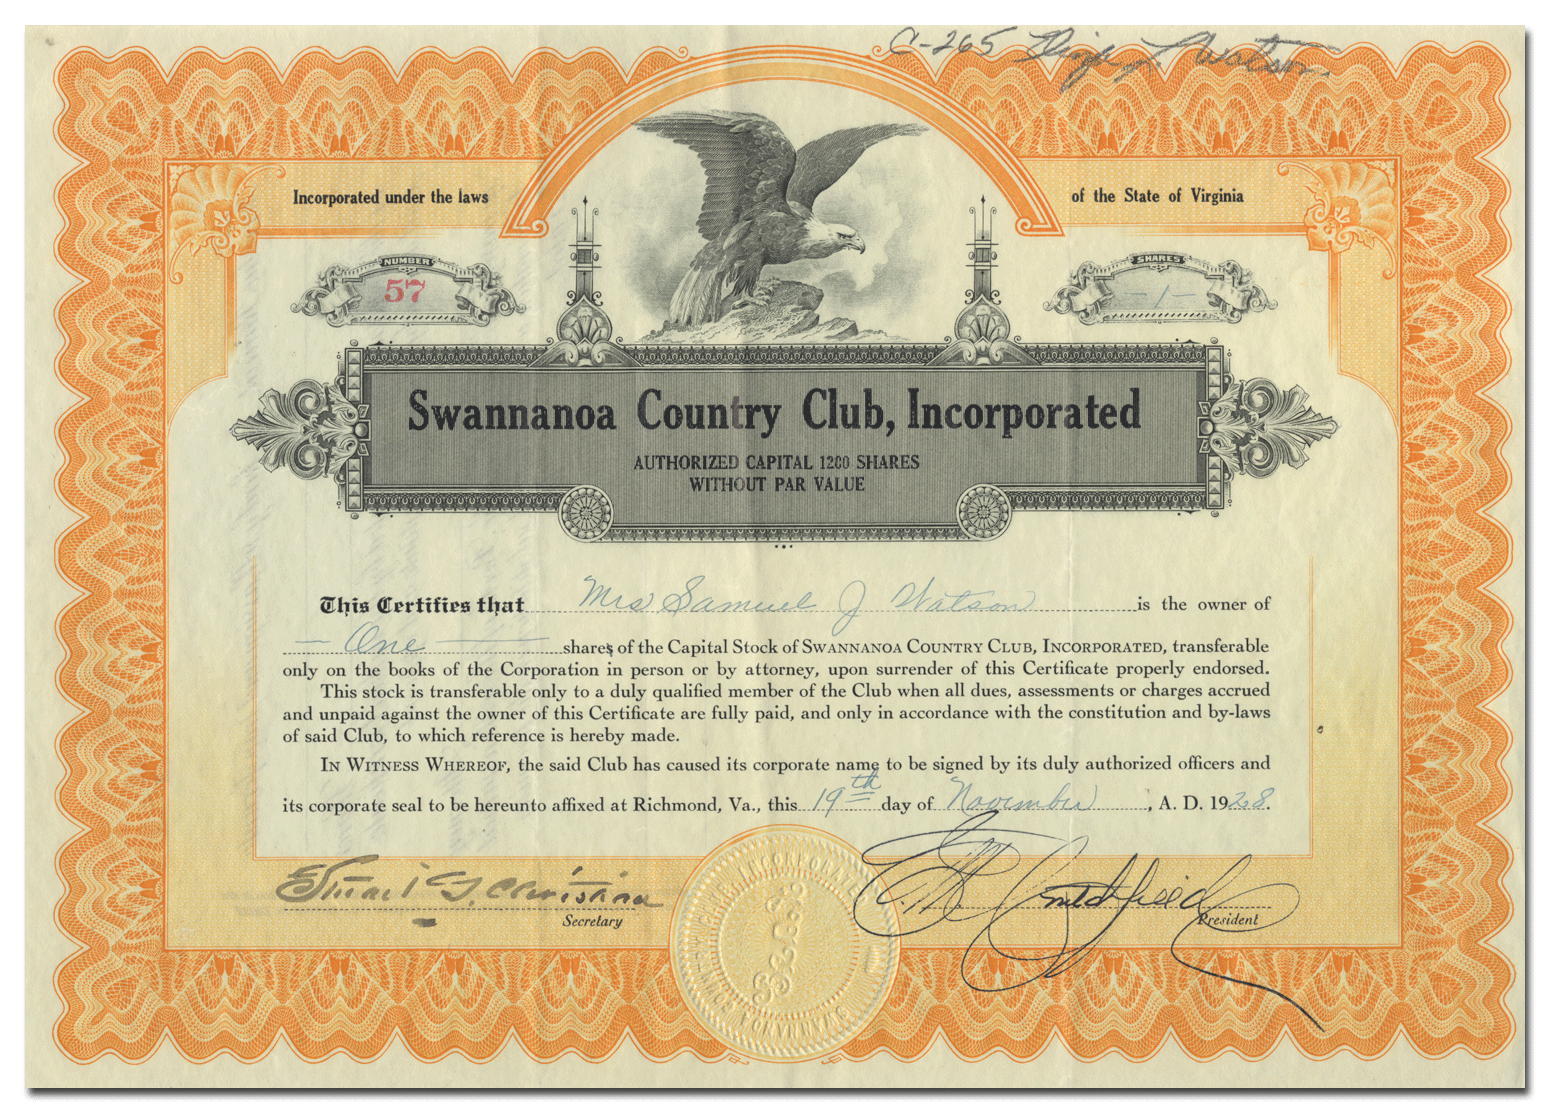 C-265 Watson.
Incorporated under the laws
of the State of Virginia
NUMBER
57
SHARES
-1-
Swannanoa Country Club, Incorporated
AUTHORIZED CAPITAL 1200 SHARES
WITHOUT PAR VALUE
This Certifies that Mrs Samuel J Watson is the owner of
— One — shares of the Capital Stock of SWANNANOA COUNTRY CLUB, INCORPORATED, transferable
only on the books of the Corporation in person or by attorney, upon surrender of this Certificate properly endorsed.
This stock is transferable only to a duly qualified member of the Club when all dues, assessments or charges accrued
and unpaid against the owner of this Certificate are fully paid, and only in accordance with the constitution and by-laws
of said Club, to which reference is hereby made.
IN WITNESS WHEREOF, the said Club has caused its corporate name to be signed by its duly authorized officers and
its corporate seal to be hereunto affixed at Richmond, Va., this 19th day of November, A. D. 1928.
Secretary
President